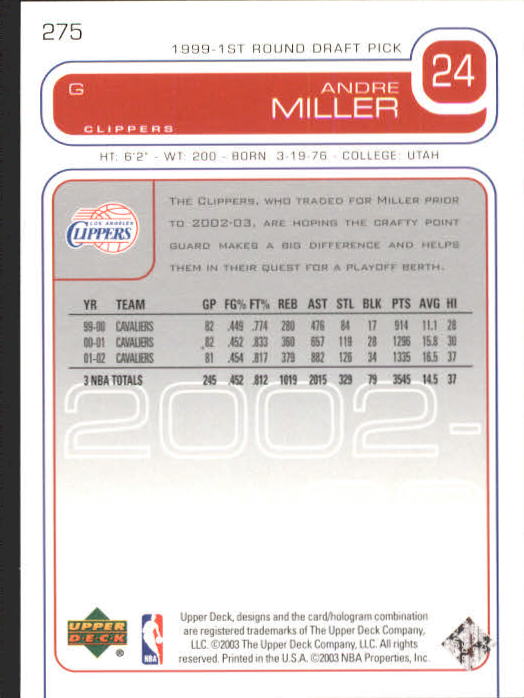 275
1999-1ST ROUND DRAFT PICK
24
G
ANDRE
MILLER
CLIPPERS
HT: 6'2" - WT: 200 - BORN 3-19-76 - COLLEGE: UTAH
LOS ANGELES
CLIPPERS
THE CLIPPERS, WHO TRADED FOR MILLER PRIOR
TO 2002-03, ARE HOPING THE CRAFTY POINT
GUARD MAKES A BIG DIFFERENCE AND HELPS
THEM IN THEIR QUEST FOR A PLAYOFF BERTH.
YR TEAM GP FG% FT% REB AST STL BLK PTS AVG HI
99-00 CAVALIERS 82 .449 .774 280 476 84 17 914 11.1 28
00-01 CAVALIERS 82 .452 .833 360 657 119 28 1296 15.8 30
01-02 CAVALIERS 81 .454 .817 379 882 126 34 1335 16.5 37
3 NBA TOTALS 245 .452 .812 1019 2015 329 79 3545 14.5 37
2002-
UPPER
DECK
®
NBA
Upper Deck, designs and the card/hologram combination
are registered trademarks of The Upper Deck Company,
LLC. ©2003 The Upper Deck Company, LLC. All rights
reserved. Printed in the U.S.A. ©2003 NBA Properties, Inc.